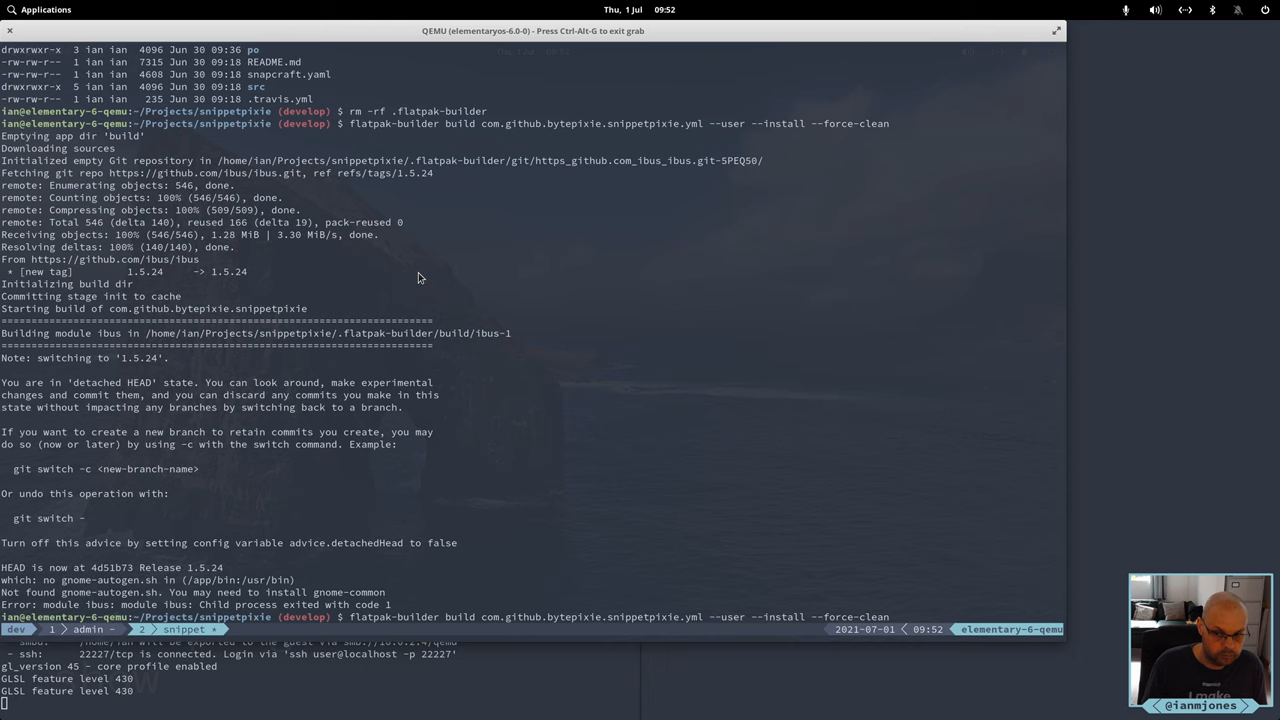 Applications
Thu, 1 Jul 09:52
QEMU (elementaryos-6.0-0) - Press Ctrl-Alt-G to exit grab
drwxrwxr-x 3 ian ian 4096 Jun 30 09:36 po
-rw-rw-r-- 1 ian ian 7315 Jun 30 09:18 README.md
-rw-rw-r-- 1 ian ian 4608 Jun 30 09:18 snapcraft.yaml
drwxrwxr-x 5 ian ian 4096 Jun 30 09:18 src
-rw-rw-r-- 1 ian ian 235 Jun 30 09:18 .travis.yml
ian@elementary-6-qemu:~/Projects/snippetpixie (develop) $ rm -rf .flatpak-builder
ian@elementary-6-qemu:~/Projects/snippetpixie (develop) $ flatpak-builder build com.github.bytepixie.snippetpixie.yml --user --install --force-clean
Emptying app dir 'build'
Downloading sources
Initialized empty Git repository in /home/ian/Projects/snippetpixie/.flatpak-builder/git/https_github.com_ibus_ibus.git-5PEQ50/
Fetching git repo https://github.com/ibus/ibus.git, ref refs/tags/1.5.24
remote: Enumerating objects: 546, done.
remote: Counting objects: 100% (546/546), done.
remote: Compressing objects: 100% (509/509), done.
remote: Total 546 (delta 140), reused 166 (delta 19), pack-reused 0
Receiving objects: 100% (546/546), 1.28 MiB | 3.30 MiB/s, done.
Resolving deltas: 100% (140/140), done.
From https://github.com/ibus/ibus
* [new tag] 1.5.24 -> 1.5.24
Initializing build dir
Committing stage init to cache
Starting build of com.github.bytepixie.snippetpixie
========================================================================
Building module ibus in /home/ian/Projects/snippetpixie/.flatpak-builder/build/ibus-1
========================================================================
Note: switching to '1.5.24'.
You are in 'detached HEAD' state. You can look around, make experimental
changes and commit them, and you can discard any commits you make in this
state without impacting any branches by switching back to a branch.
If you want to create a new branch to retain commits you create, you may
do so (now or later) by using -c with the switch command. Example:
git switch -c <new-branch-name>
Or undo this operation with:
git switch -
Turn off this advice by setting config variable advice.detachedHead to false
HEAD is now at 4d51b73 Release 1.5.24
which: no gnome-autogen.sh in (/app/bin:/usr/bin)
Not found gnome-autogen.sh. You may need to install gnome-common
Error: module ibus: module ibus: Child process exited with code 1
ian@elementary-6-qemu:~/Projects/snippetpixie (develop) $ flatpak-builder build com.github.bytepixie.snippetpixie.yml --user --install --force-clean
dev 1 admin - 2 snippet * 2021-07-01 09:52 elementary-6-qemu
- ssh: 22227/tcp is connected. Login via 'ssh user@localhost -p 22227'
gl_version 45 - core profile enabled
GLSL feature level 430
GLSL feature level 430
I make
@ianmjones